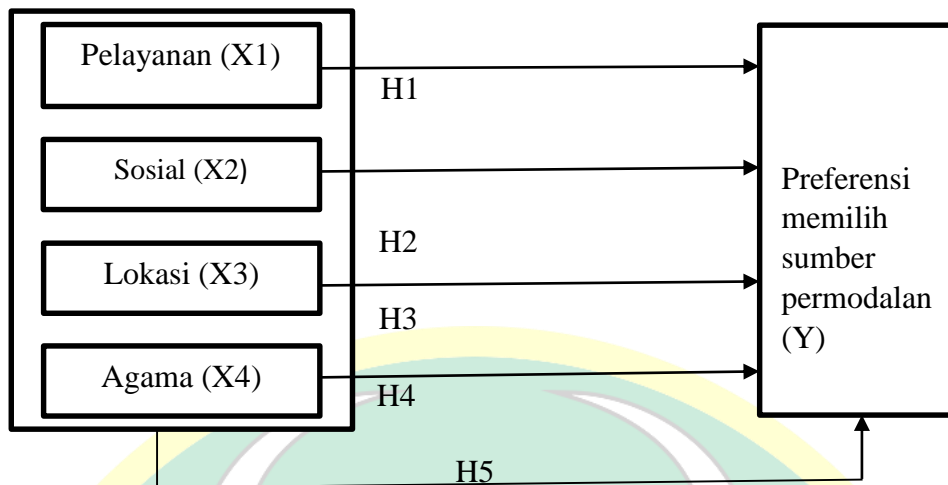 Pelayanan (X1)
H1
Sosial (X2)
H2
Lokasi (X3)
H3
Agama (X4)
H4
H5
Preferensi
memilih
sumber
permodalan
(Y)